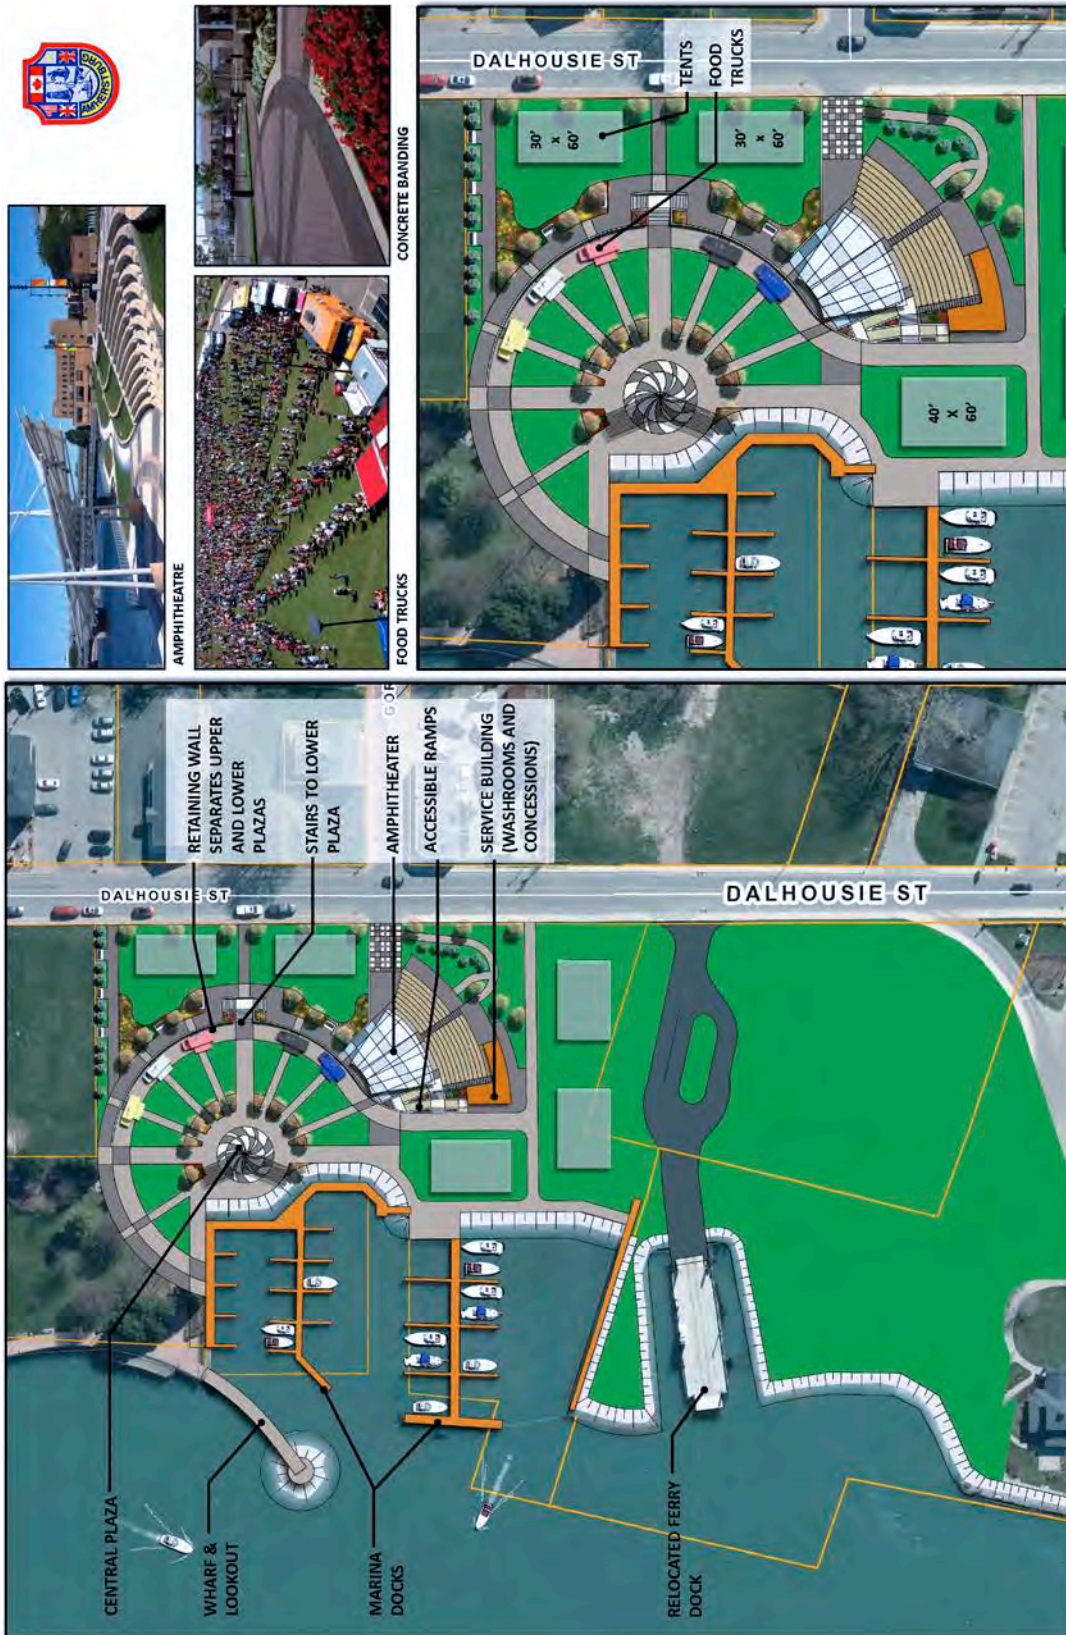 AMHERSTBURG
AMPHITHEATRE
FOOD TRUCKS
CONCRETE BANDING
DALHOUSIE ST
TENTS
FOOD
TRUCKS
30'
X
60'
30'
X
60'
40'
X
60'
GOR
DALHOUSIE ST
DALHOUSIE ST
RETAINING WALL
SEPARATES UPPER
AND LOWER
PLAZAS
STAIRS TO LOWER
PLAZA
AMPHITHEATER
ACCESSIBLE RAMPS
SERVICE BUILDING
(WASHROOMS AND
CONCESSIONS)
CENTRAL PLAZA
WHARF &
LOOKOUT
MARINA
DOCKS
RELOCATED FERRY
DOCK